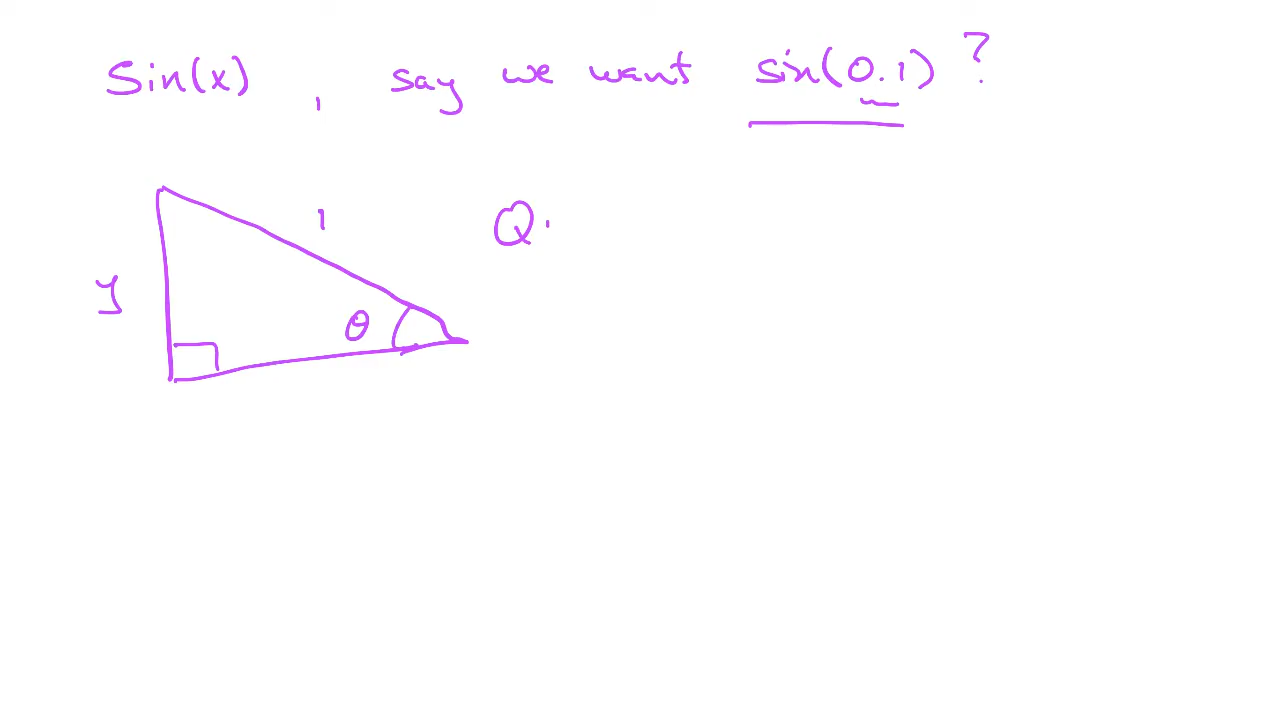 Sin(x) , say we want sin(0.1)?
1
Q.
y
θ